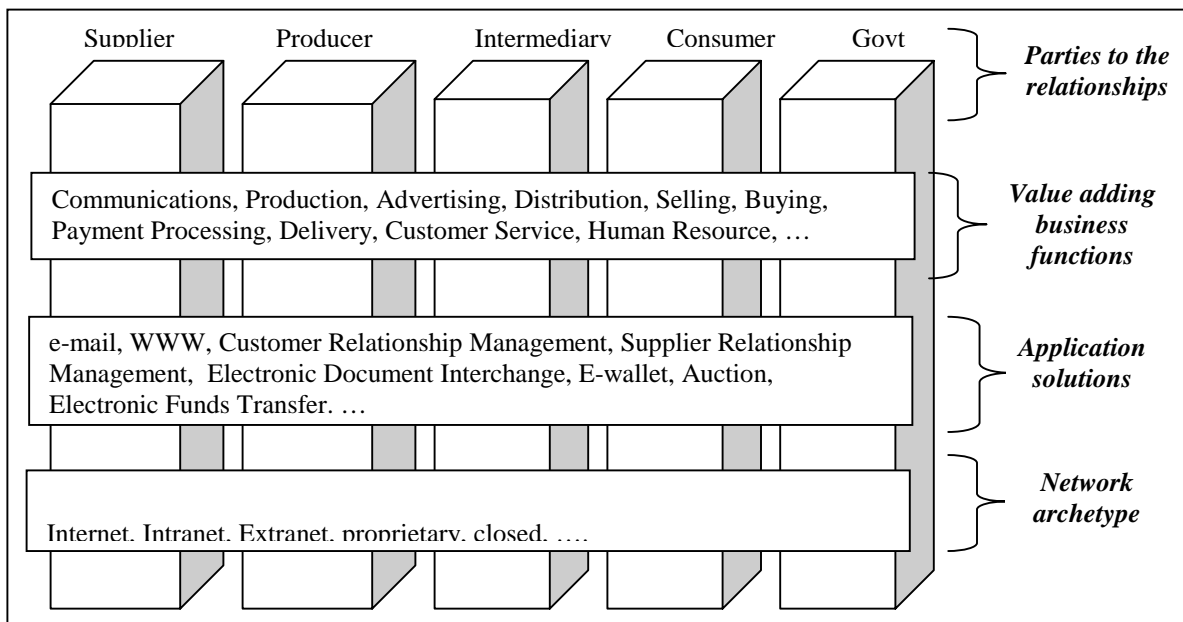 Supplier Producer Intermediary Consumer Govt
Parties to the
relationships
Communications, Production, Advertising, Distribution, Selling, Buying,
Payment Processing, Delivery, Customer Service, Human Resource, …
Value adding
business
functions
e-mail, WWW, Customer Relationship Management, Supplier Relationship
Management, Electronic Document Interchange, E-wallet, Auction,
Electronic Funds Transfer. …
Application
solutions
Internet, Intranet, Extranet, proprietary, closed, ….
Network
archetype